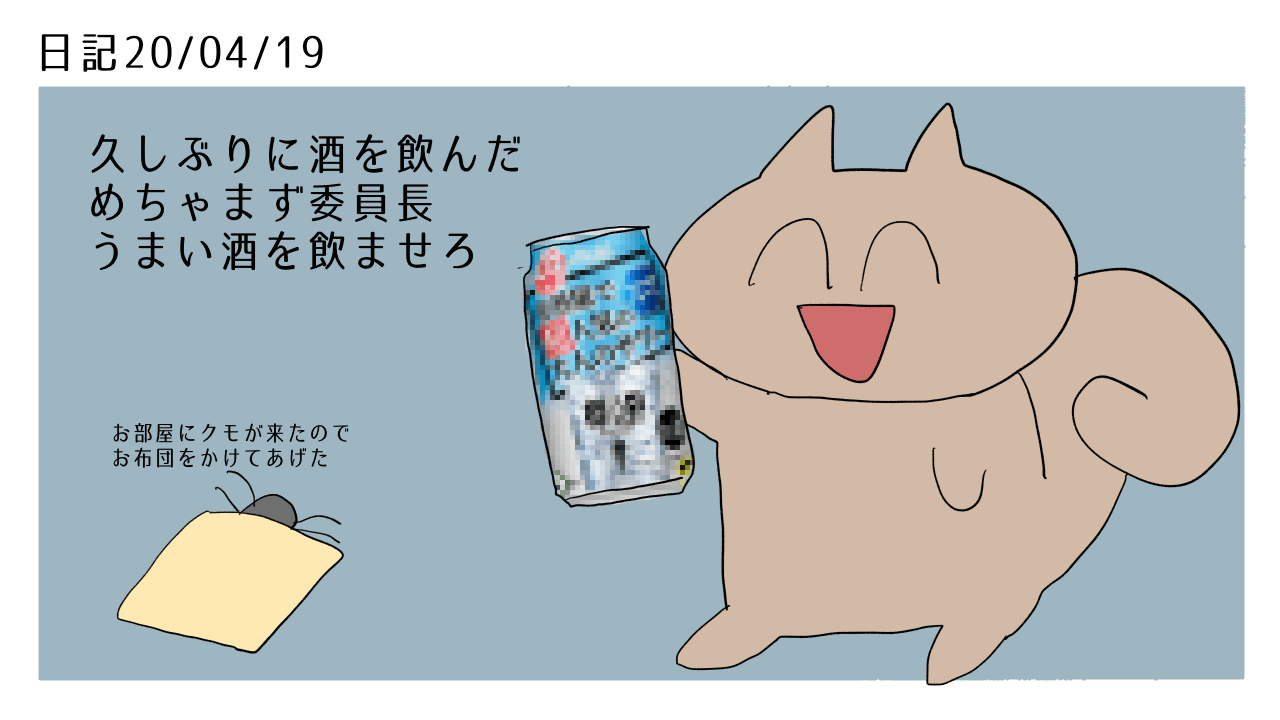 日記20/04/19
久しぶりに酒を飲んだ
めちゃまず委員長
うまい酒を飲ませろ
お部屋にクモが来たので
お布団をかけてあげた